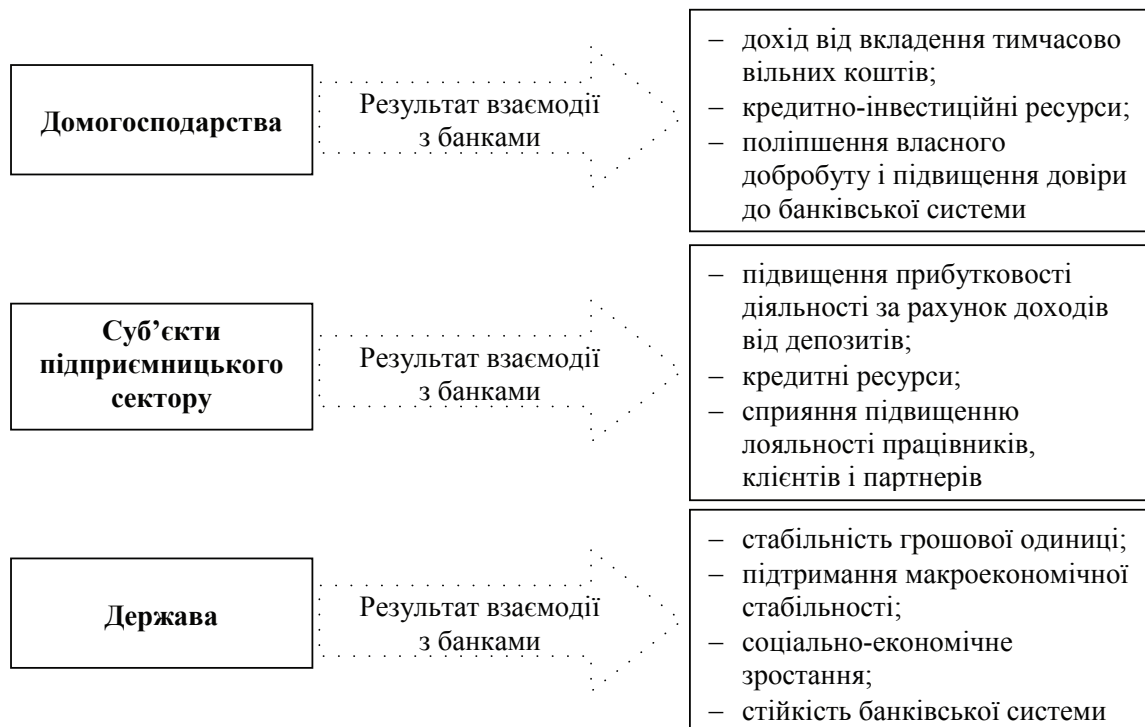 Домогосподарства
Результат взаємодії
з банками
– дохід від вкладення тимчасово
вільних коштів;
– кредитно-інвестиційні ресурси;
– поліпшення власного
добробуту і підвищення довіри
до банківської системи
Суб’єкти
підприємницького
сектору
Результат взаємодії
з банками
– підвищення прибутковості
діяльності за рахунок доходів
від депозитів;
– кредитні ресурси;
– сприяння підвищенню
лояльності працівників,
клієнтів і партнерів
Держава
Результат взаємодії
з банками
– стабільність грошової одиниці;
– підтримання макроекономічної
стабільності;
– соціально-економічне
зростання;
– стійкість банківської системи